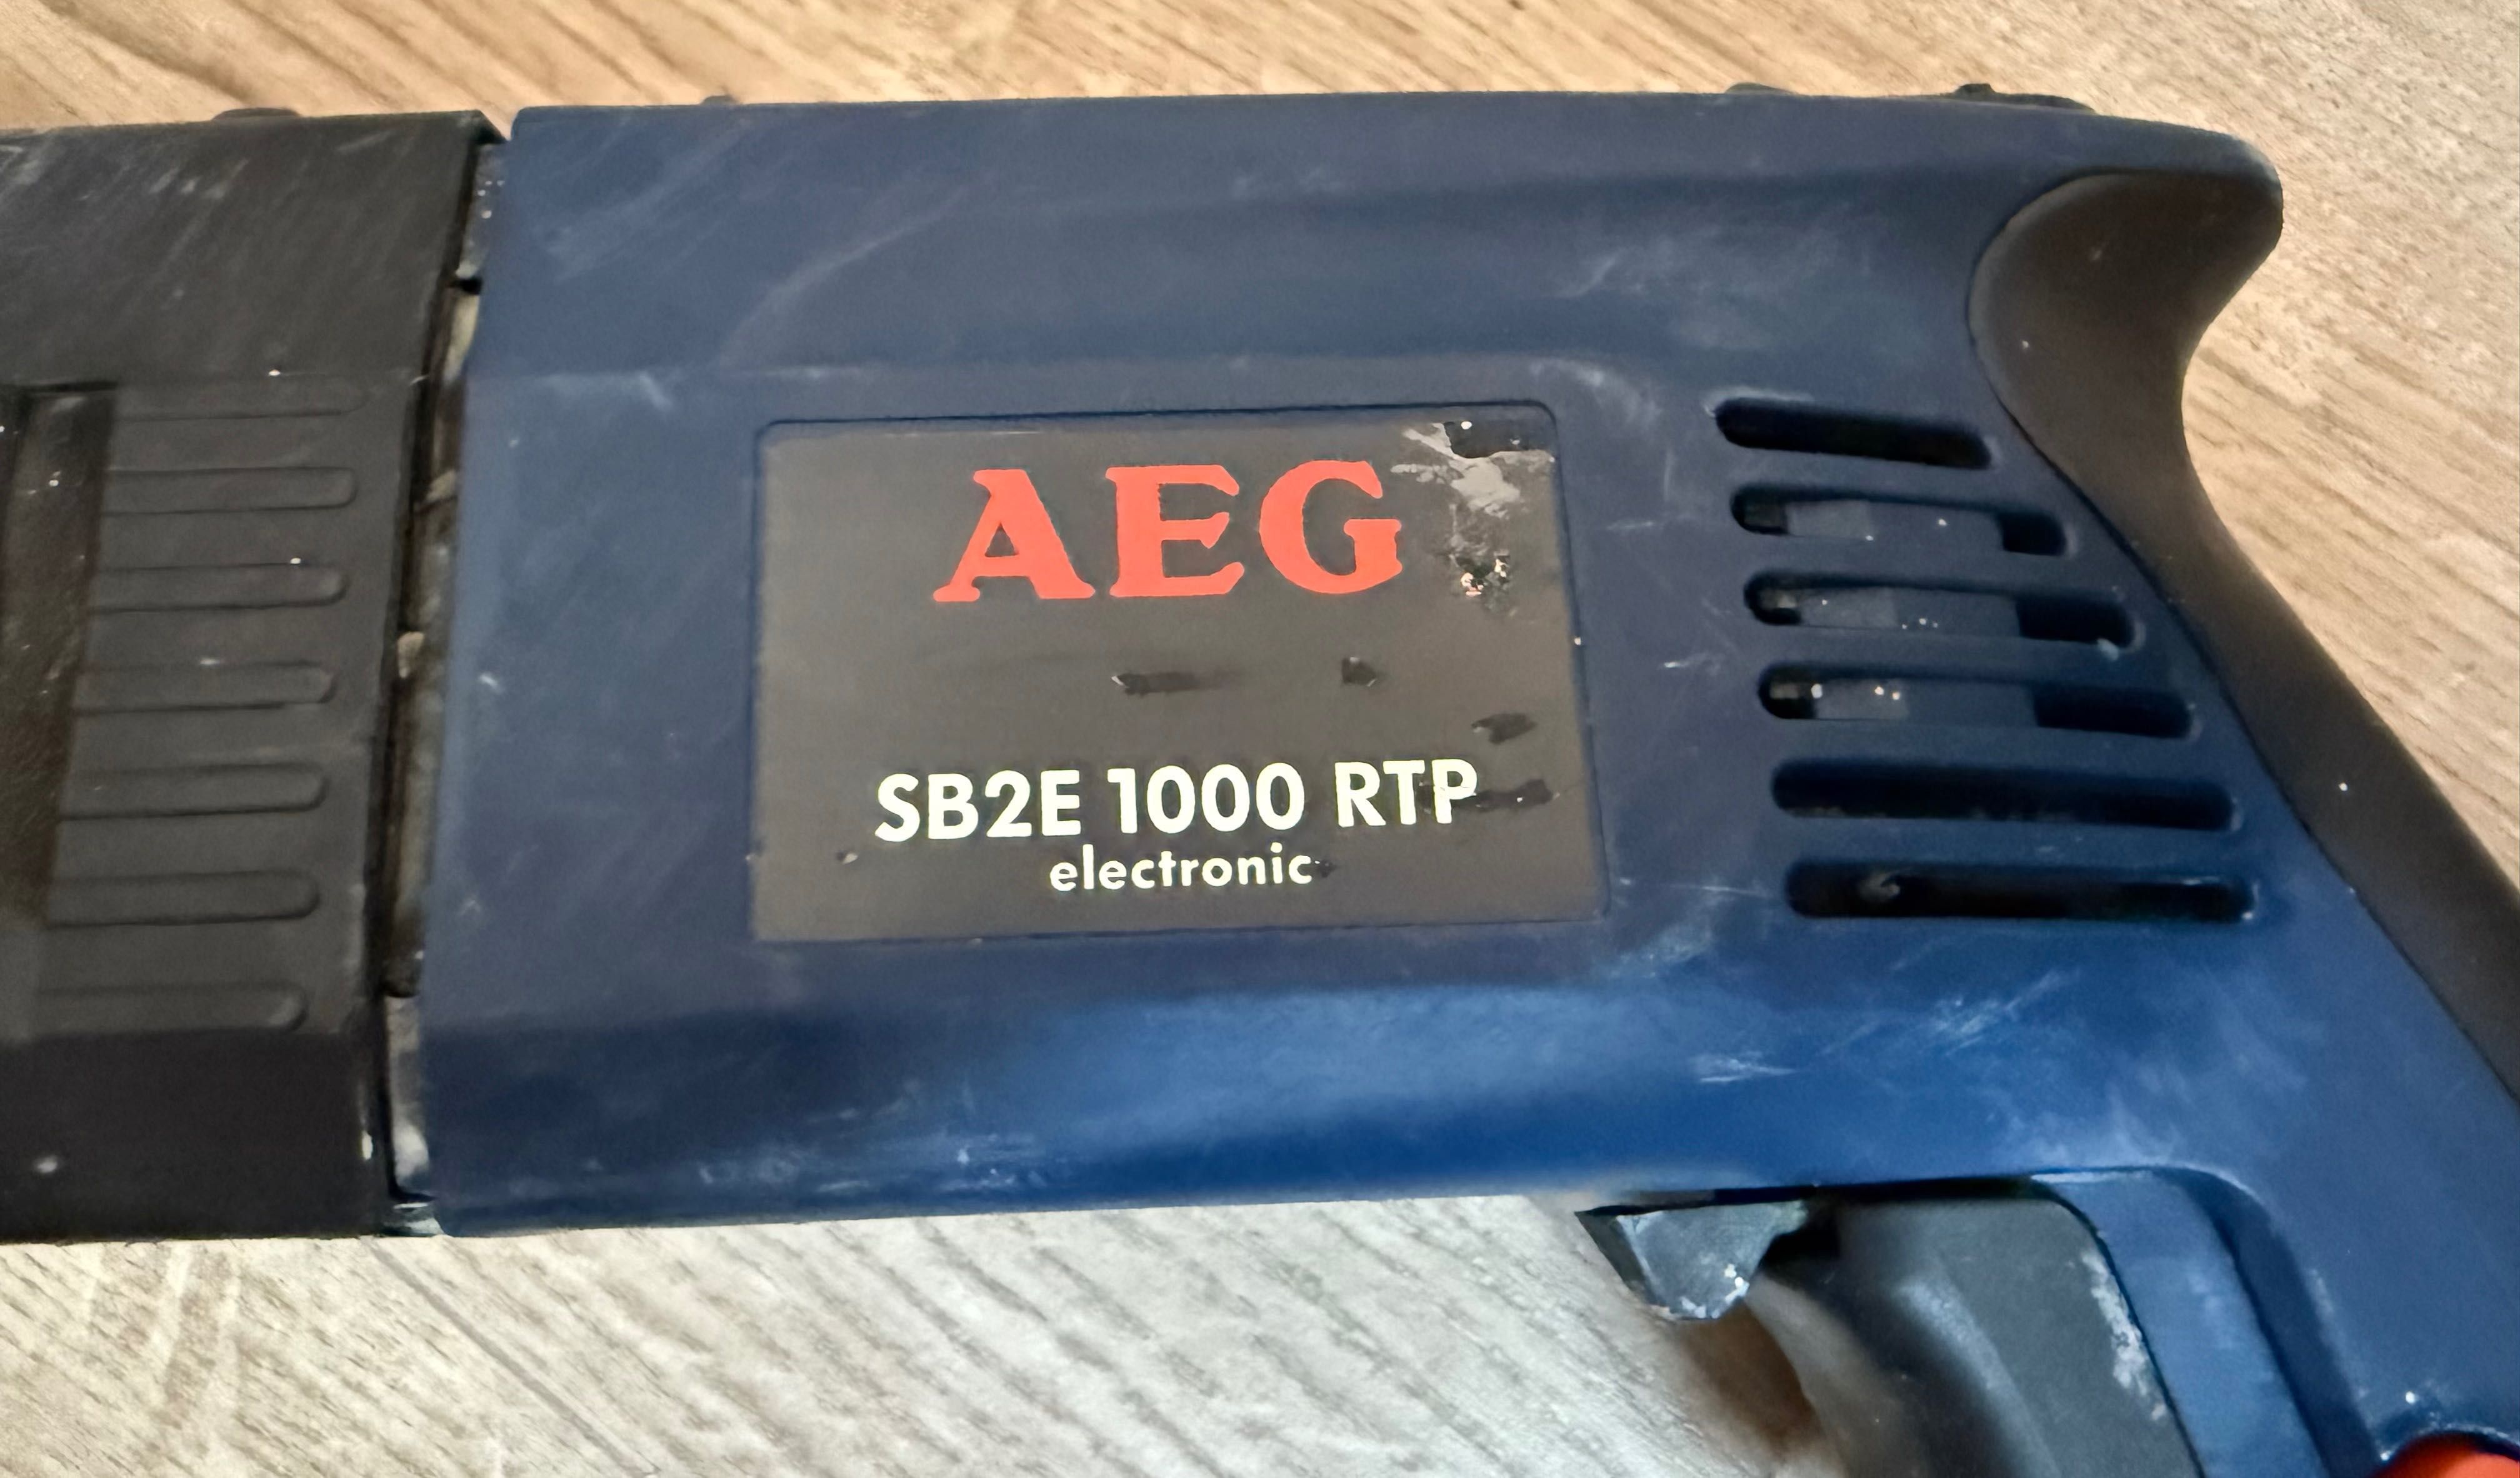 AEG
SB2E 1000 RTP
electronic